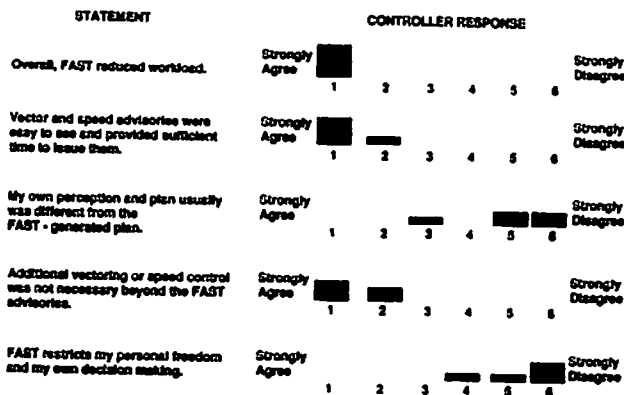 STATEMENT
CONTROLLER RESPONSE
Overall, FAST reduced workload.
Strongly
Agree
1 2 3 4 5 6
Strongly
Disagree
Vector and speed advisories were
easy to see and provided sufficient
time to issue them.
Strongly
Agree
1 2 3 4 5 6
Strongly
Disagree
My own perception and plan usually
was different from the
FAST - generated plan.
Strongly
Agree
1 2 3 4 5 6
Strongly
Disagree
Additional vectoring or speed control
was not necessary beyond the FAST
advisories.
Strongly
Agree
1 2 3 4 5 6
Strongly
Disagree
FAST restricts my personal freedom
and my own decision making.
Strongly
Agree
1 2 3 4 5 6
Strongly
Disagree